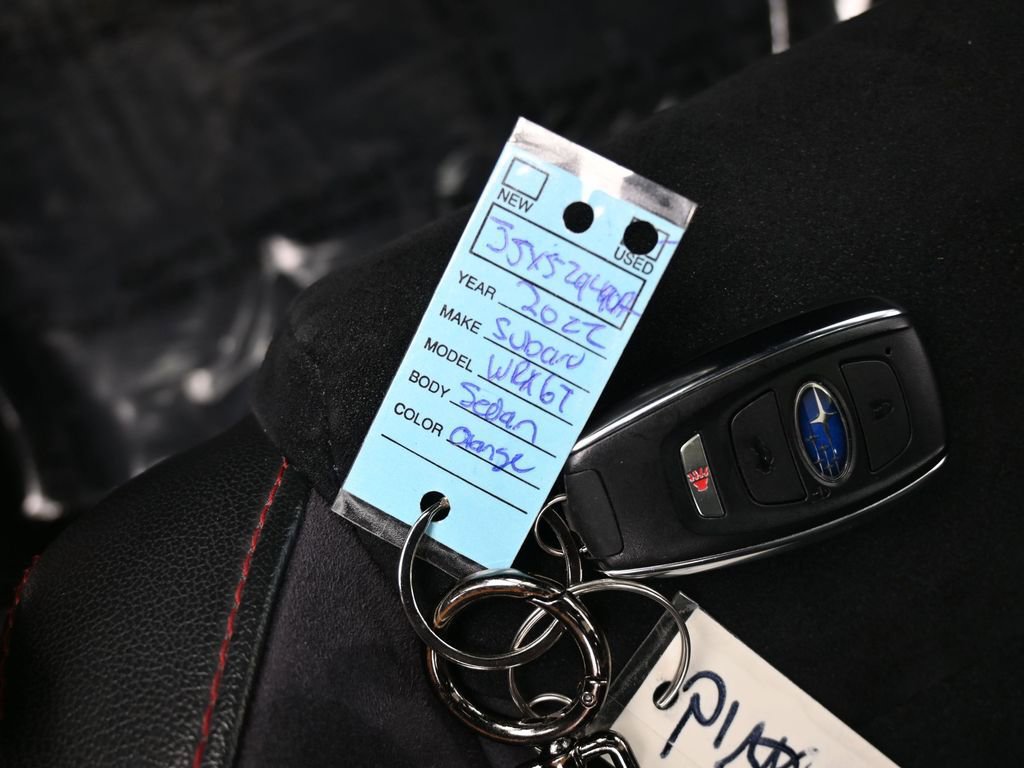 NEW
USED
YEAR 2022
MAKE Subaru
MODEL WRX GT
BODY Sedan
COLOR Orange